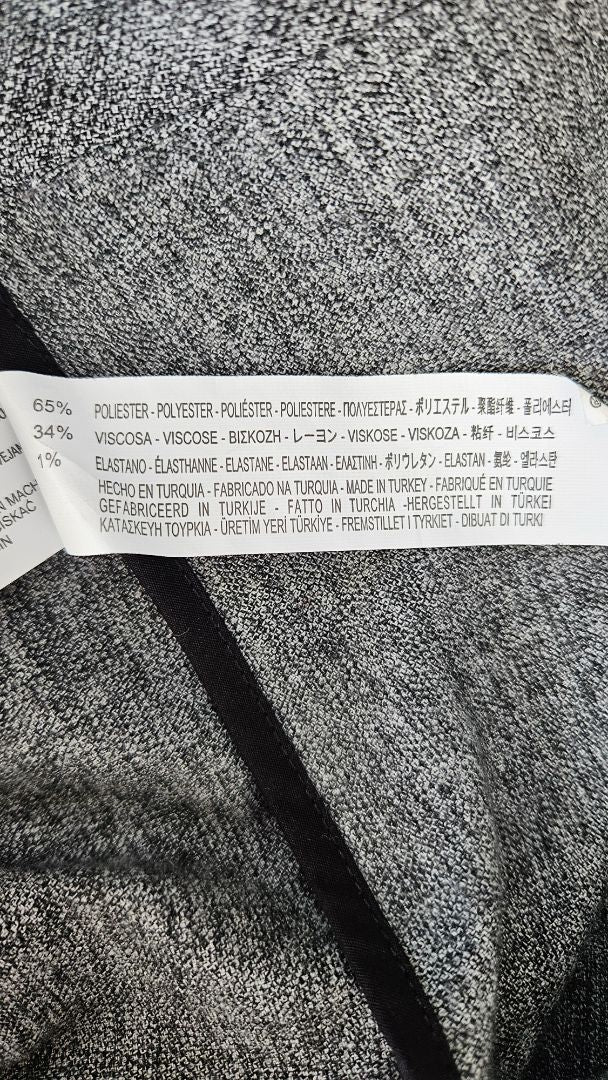 65% POLIESTER - POLYESTER - POLIÉSTER - POLIESTERE - ΠΟΛΥΕΣΤΕΡΑΣ - ポリエステル - 聚酯纤维 - 폴리에스터
34% VISCOSA - VISCOSE - ΒΙΣΚΟΖΗ - レーヨン - VISKOSE - VISKOZA - 粘纤 - 비스코스
1% ELASTANO - ÉLASTHANNE - ELASTANE - ELASTAAN - ΕΛΑΣΤΙΝΗ - ポリウレタン - ELASTAN - 氨纶 - 엘라스탄
HECHO EN TURQUIA - FABRICADO NA TURQUIA - MADE IN TURKEY - FABRIQUÉ EN TURQUIE
GEFABRICEERD IN TURKIJE - FATTO IN TURCHIA - HERGESTELLT IN TÜRKEI
ΚΑΤΑΣΚΕΥΗ ΤΟΥΡΚΙΑ - ÜRETİM YERİ TÜRKİYE - FREMSTILLET I TYRKIET - DIBUAT DI TURKI